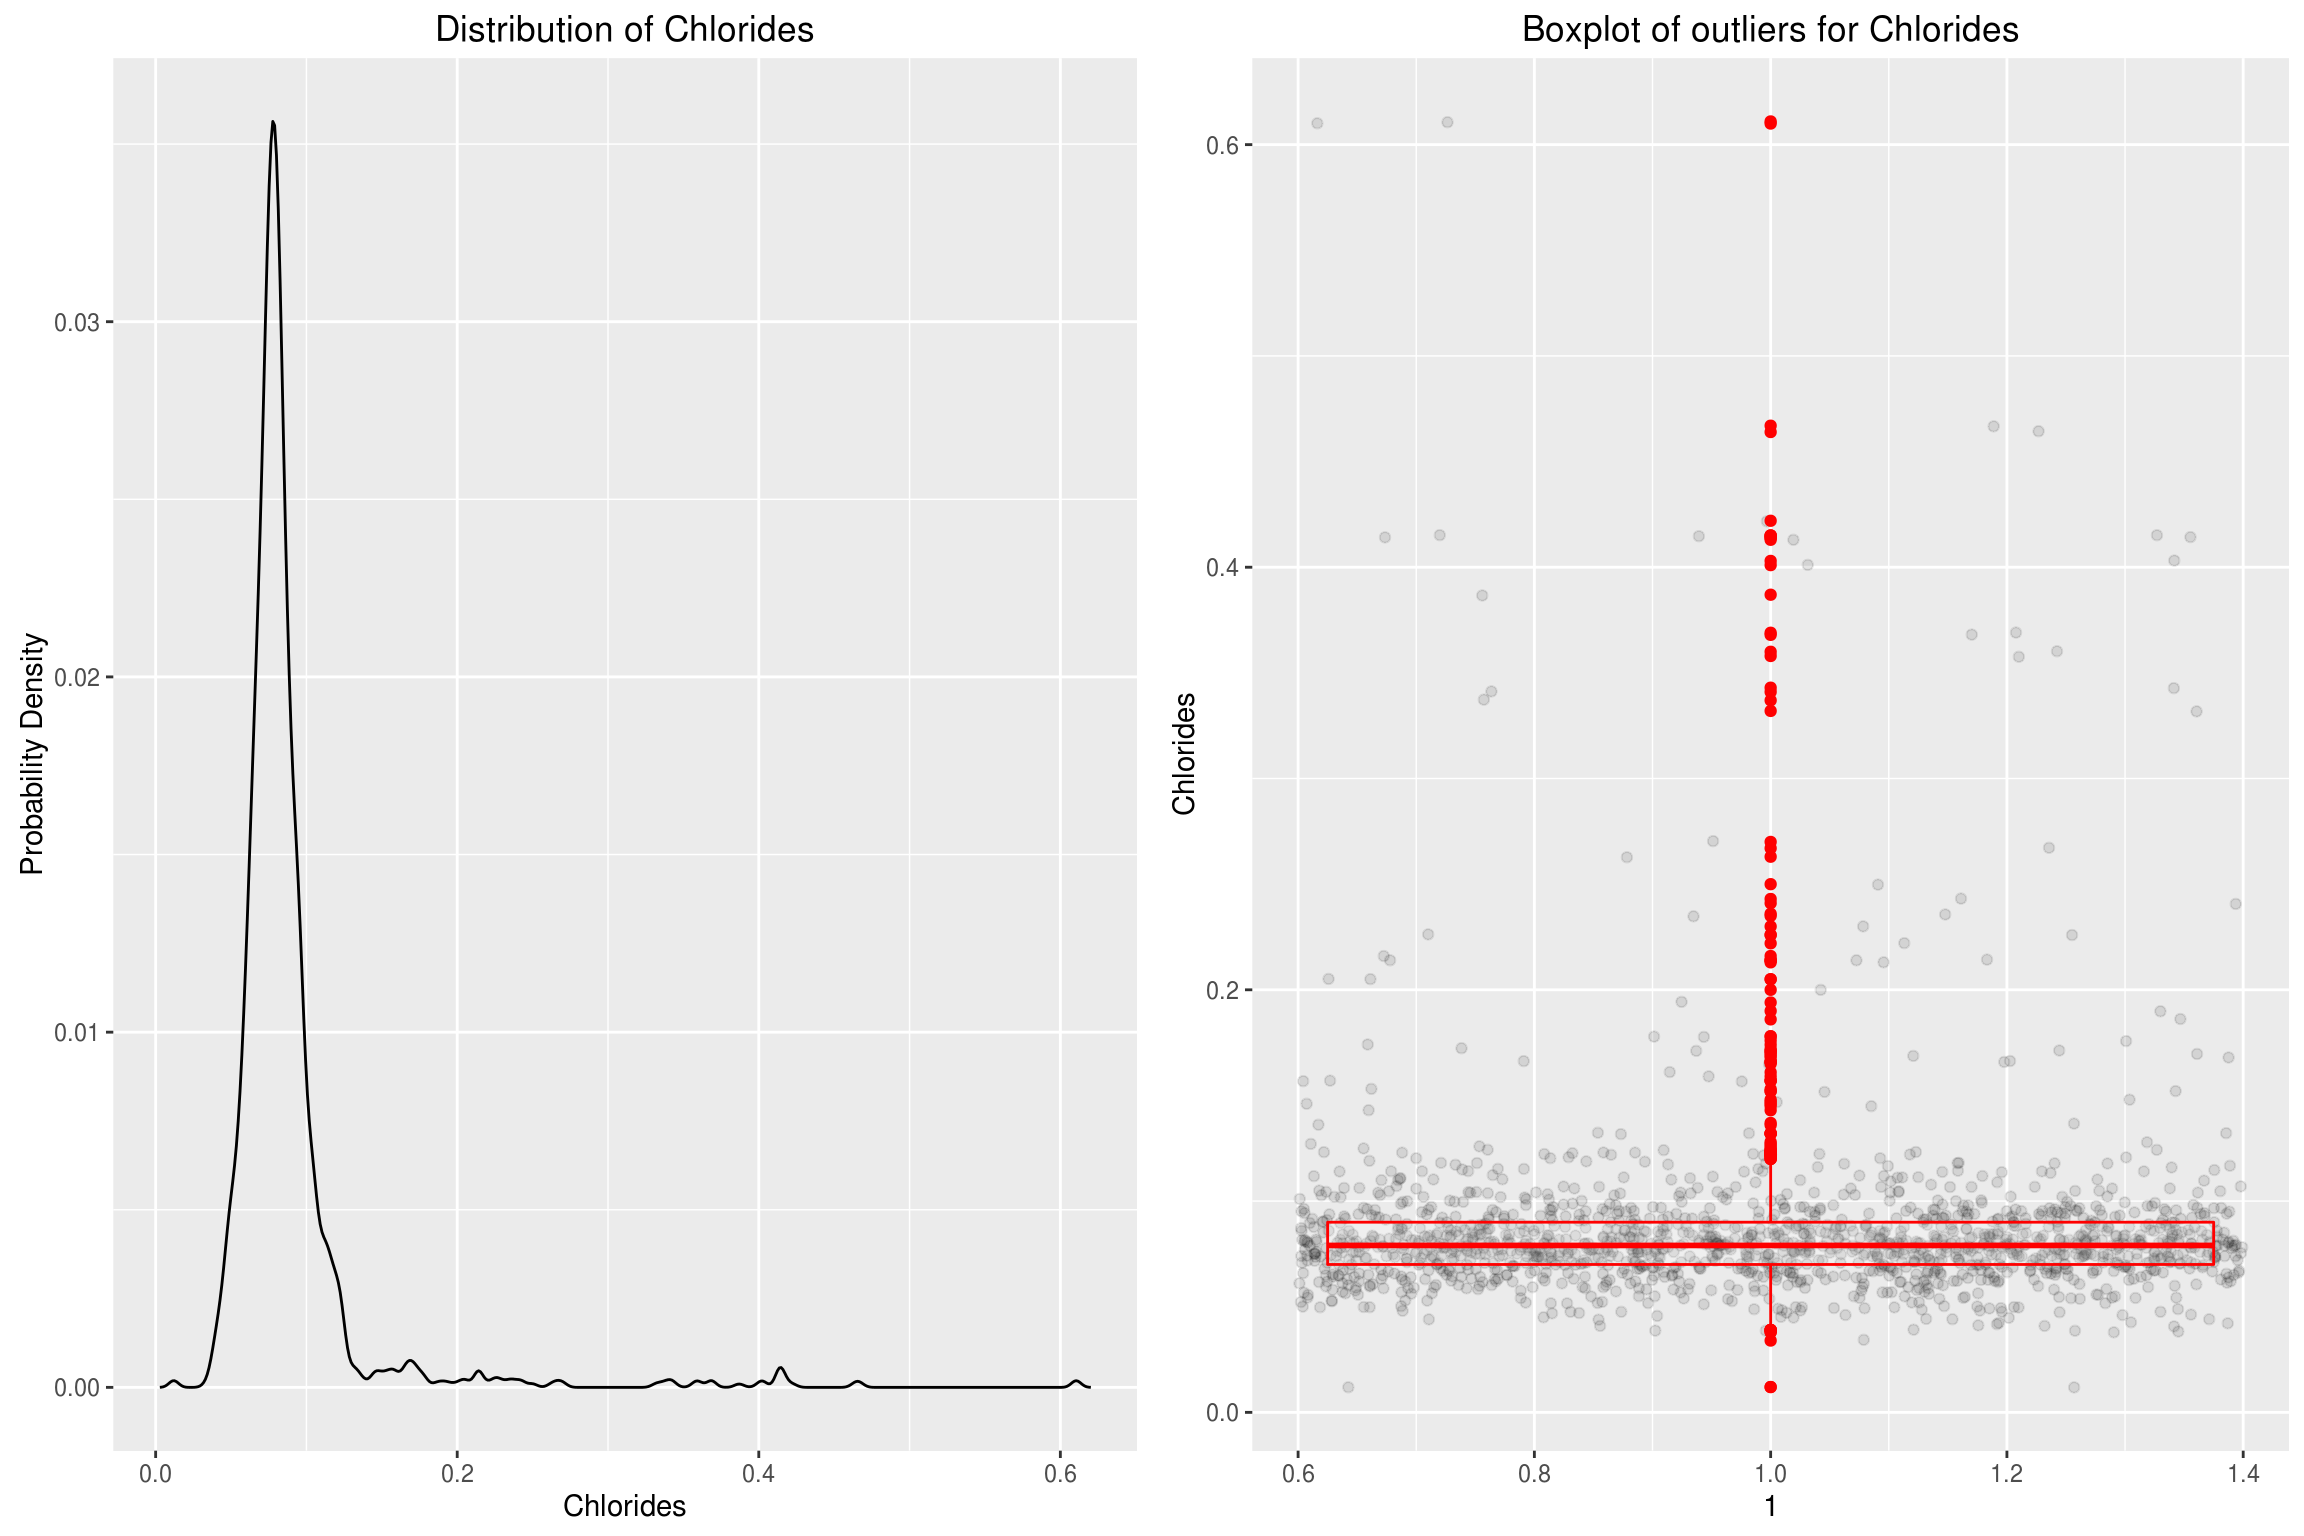 Distribution of Chlorides
Probability Density
0.03
0.02
0.01
0.00
0.0 0.2 0.4 0.6
Chlorides
Boxplot of outliers for Chlorides
Chlorides
0.6
0.4
0.2
0.0
0.6 0.8 1.0 1.2 1.4
1